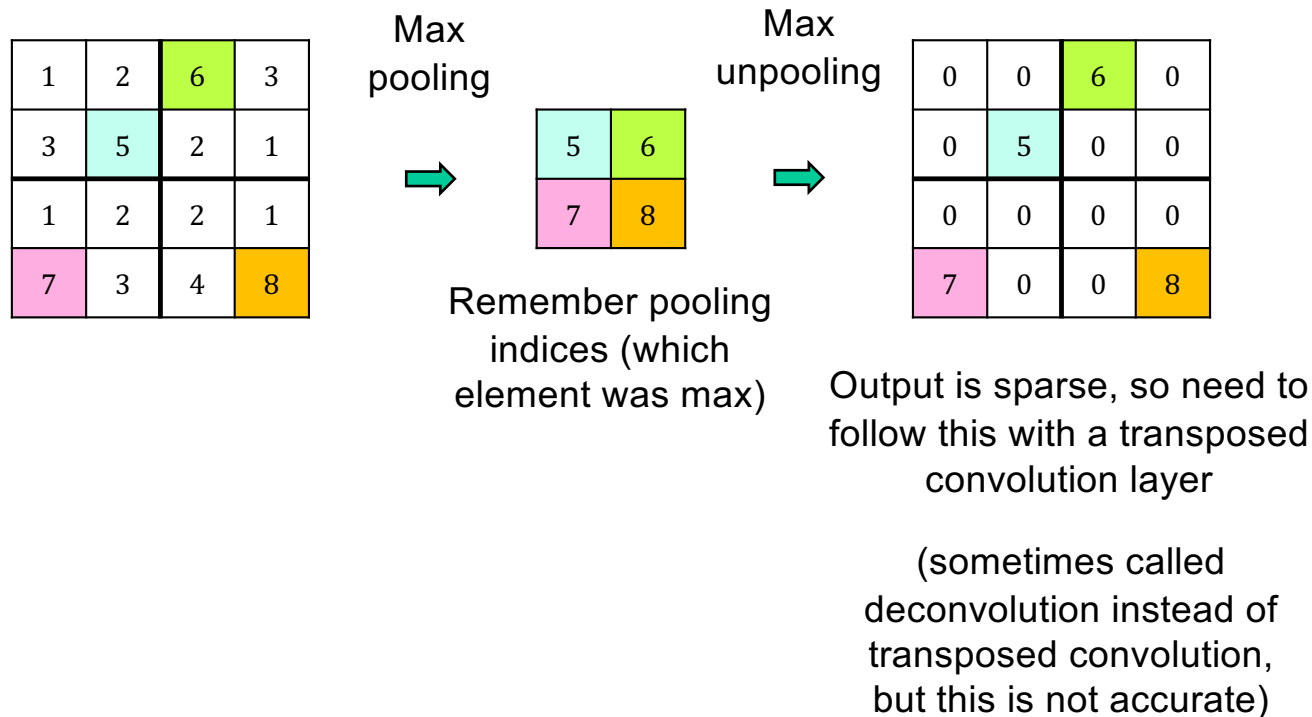 Max
pooling
Max
unpooling
1 2 6 3
3 5 2 1
1 2 2 1
7 3 4 8
5 6
7 8
0 0 6 0
0 5 0 0
0 0 0 0
7 0 0 8
Remember pooling
indices (which
element was max)
Output is sparse, so need to
follow this with a transposed
convolution layer
(sometimes called
deconvolution instead of
transposed convolution,
but this is not accurate)